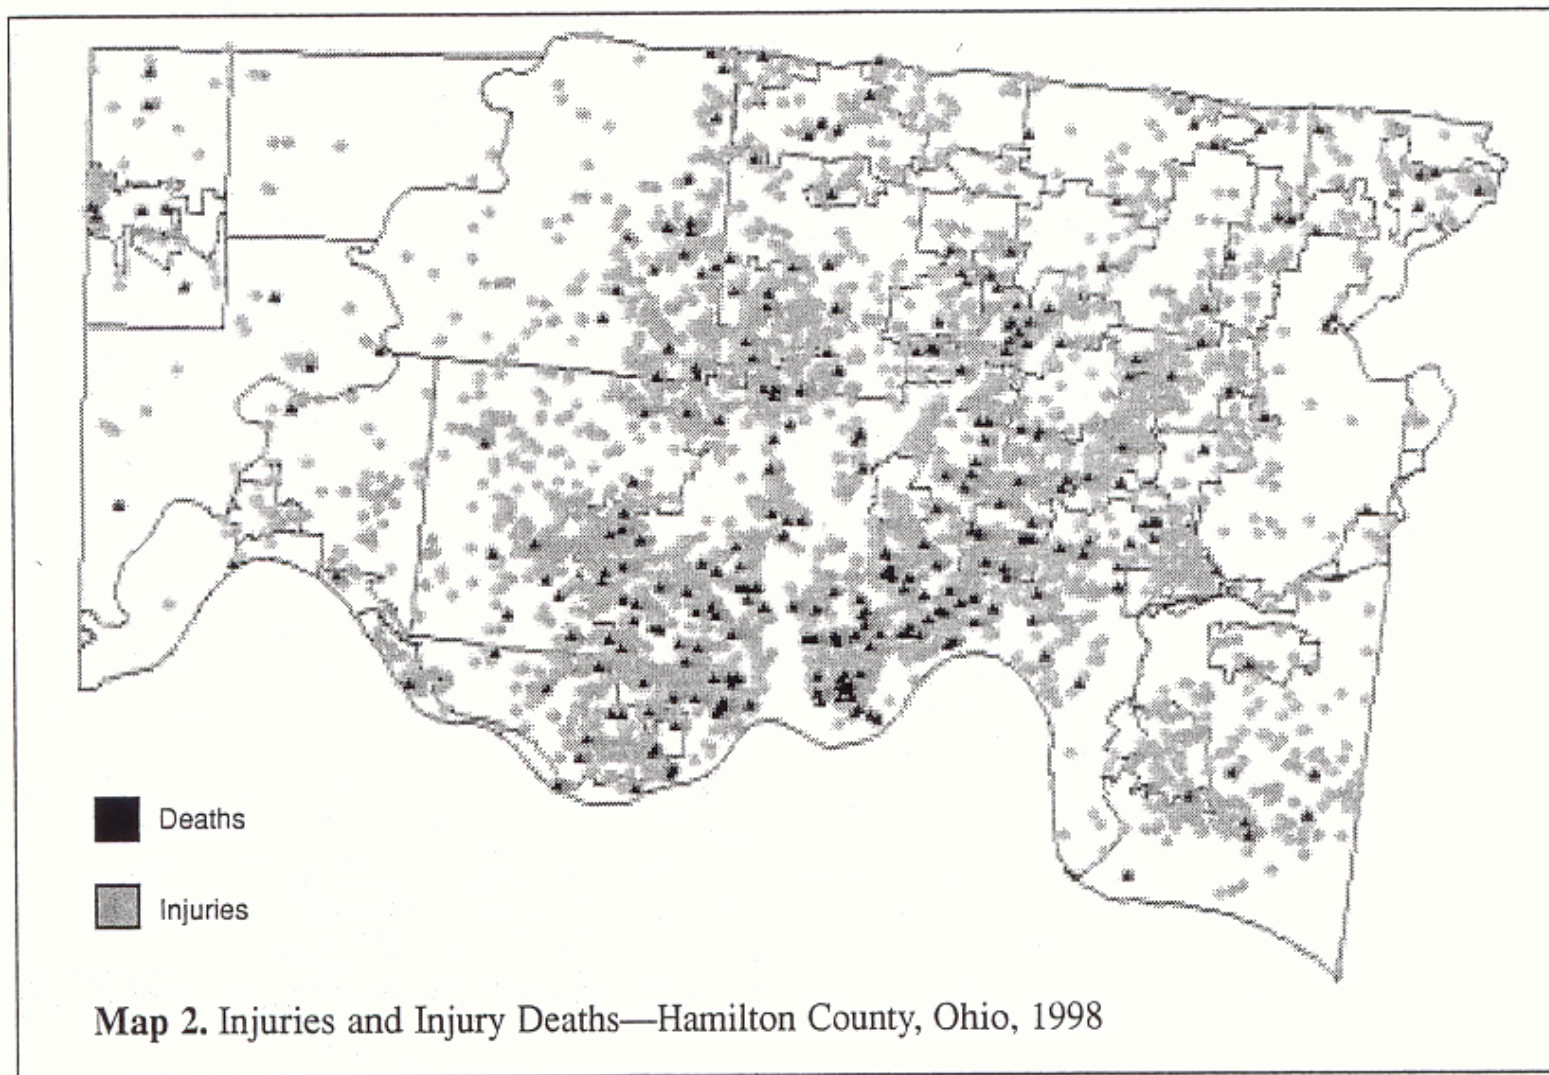 Deaths
Injuries
Map 2. Injuries and Injury Deaths—Hamilton County, Ohio, 1998